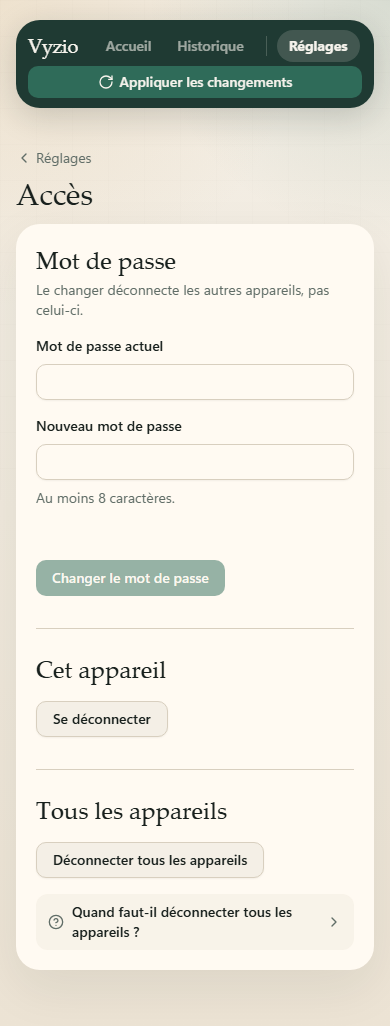 Vyzio
Accueil
Historique
Réglages
Appliquer les changements
Réglages
Accès
Mot de passe
Le changer déconnecte les autres appareils, pas
celui-ci.
Mot de passe actuel
Nouveau mot de passe
Au moins 8 caractères.
Changer le mot de passe
Cet appareil
Se déconnecter
Tous les appareils
Déconnecter tous les appareils
Quand faut-il déconnecter tous les
appareils ?